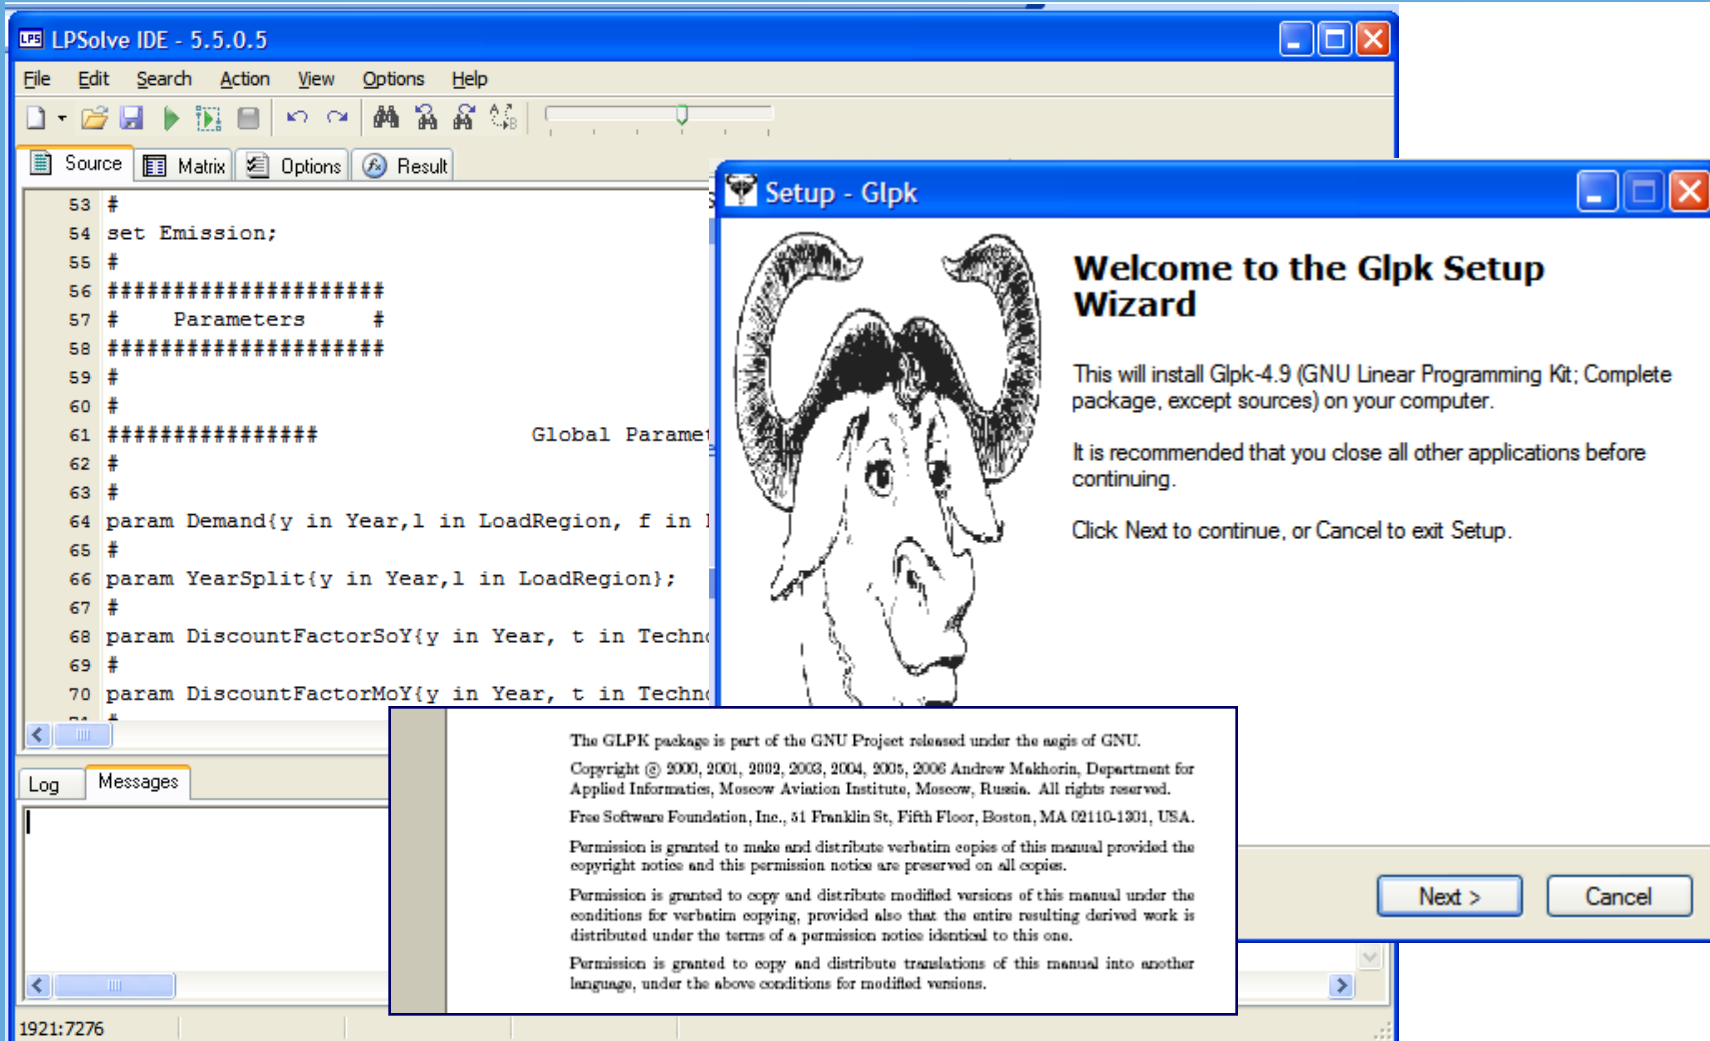 LPS LPSolve IDE - 5.5.0.5
File Edit Search Action View Options Help
Source Matrix Options Result
53 #
54 set Emission;
55 #
56 #####################
57 #    Parameters     #
58 #####################
59 #
60 #
61 ################                Global Paramet
62 #
63 #
64 param Demand{y in Year,l in LoadRegion, f in
65 #
66 param YearSplit{y in Year,l in LoadRegion};
67 #
68 param DiscountFactorSoY{y in Year, t in Techno
69 #
70 param DiscountFactorMoY{y in Year, t in Techno
71 #
Log Messages
1921:7276
Setup - Glpk
Welcome to the Glpk Setup
Wizard
This will install Glpk-4.9 (GNU Linear Programming Kit; Complete
package, except sources) on your computer.
It is recommended that you close all other applications before
continuing.
Click Next to continue, or Cancel to exit Setup.
Next >
Cancel
The GLPK package is part of the GNU Project released under the aegis of GNU.
Copyright © 2000, 2001, 2002, 2003, 2004, 2005, 2006 Andrew Makhorin, Department for
Applied Informatics, Moscow Aviation Institute, Moscow, Russia. All rights reserved.
Free Software Foundation, Inc., 51 Franklin St, Fifth Floor, Boston, MA 02110-1301, USA.
Permission is granted to make and distribute verbatim copies of this manual provided the
copyright notice and this permission notice are preserved on all copies.
Permission is granted to copy and distribute modified versions of this manual under the
conditions for verbatim copying, provided also that the entire resulting derived work is
distributed under the terms of a permission notice identical to this one.
Permission is granted to copy and distribute translations of this manual into another
language, under the above conditions for modified versions.